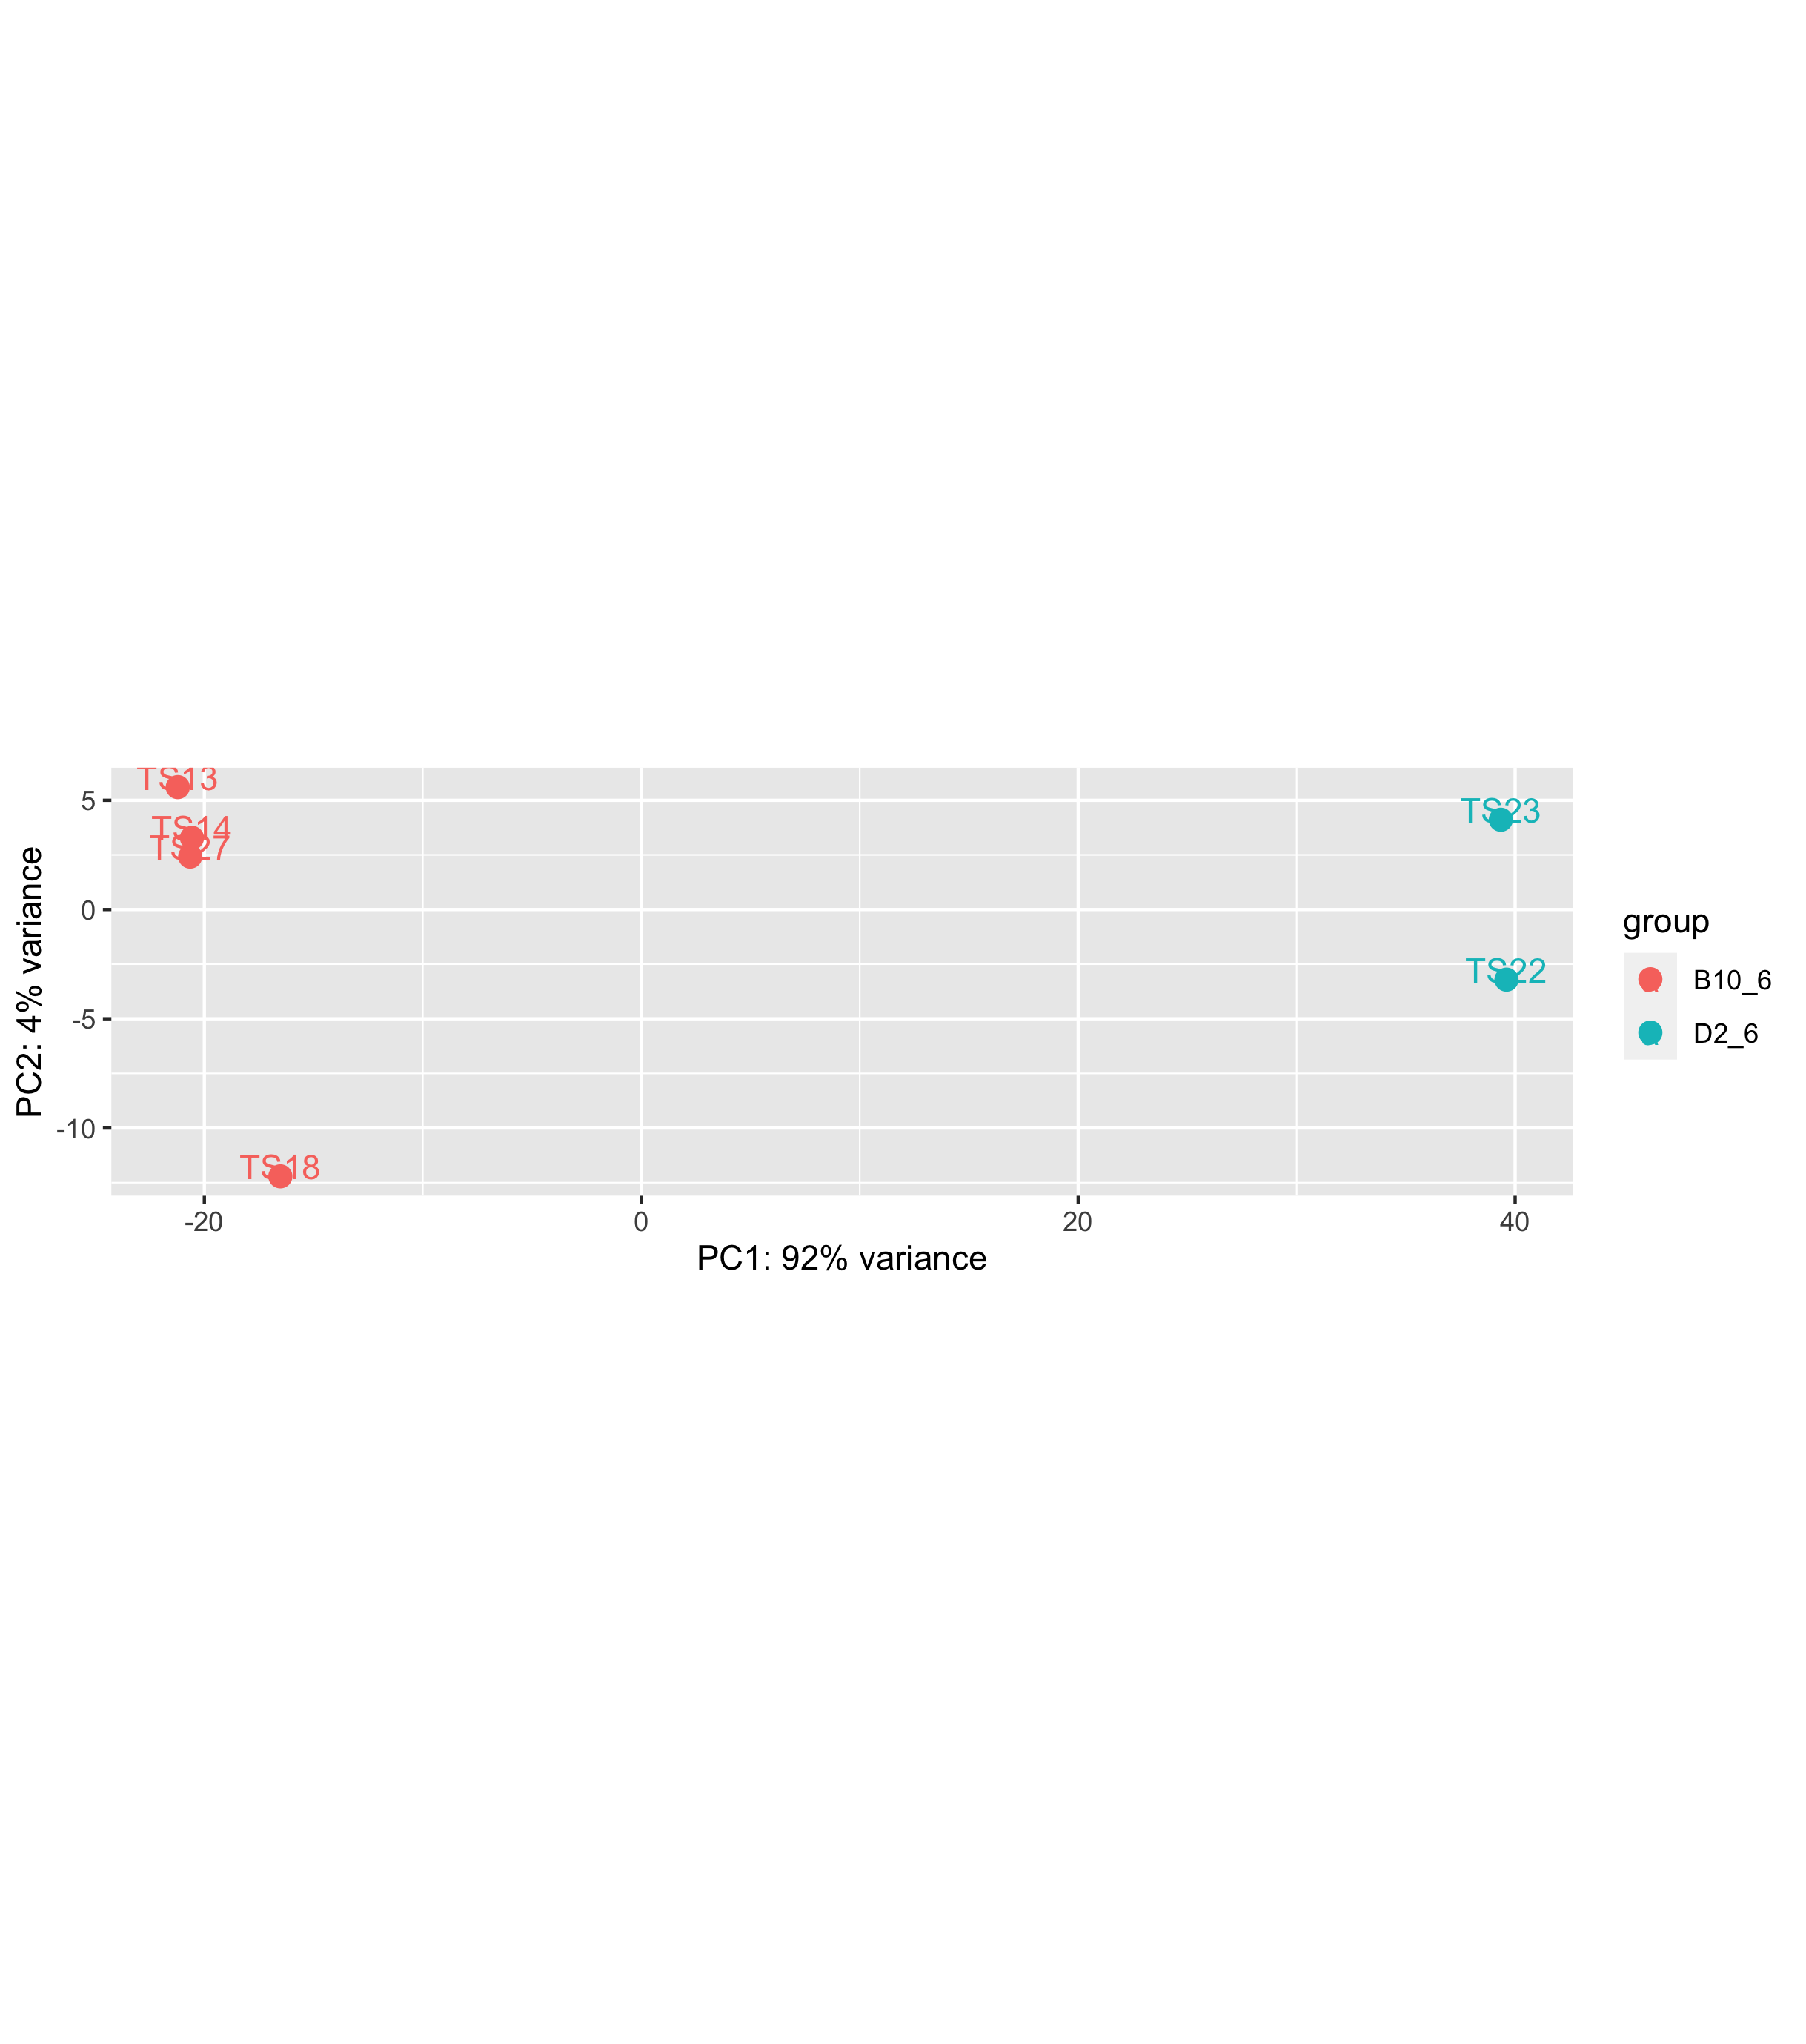 TS13
TS14
TS27
TS23
TS22
TS18
5
0
-5
-10
-20
0
20
40
PC1: 92% variance
PC2: 4% variance
group
B10_6
D2_6